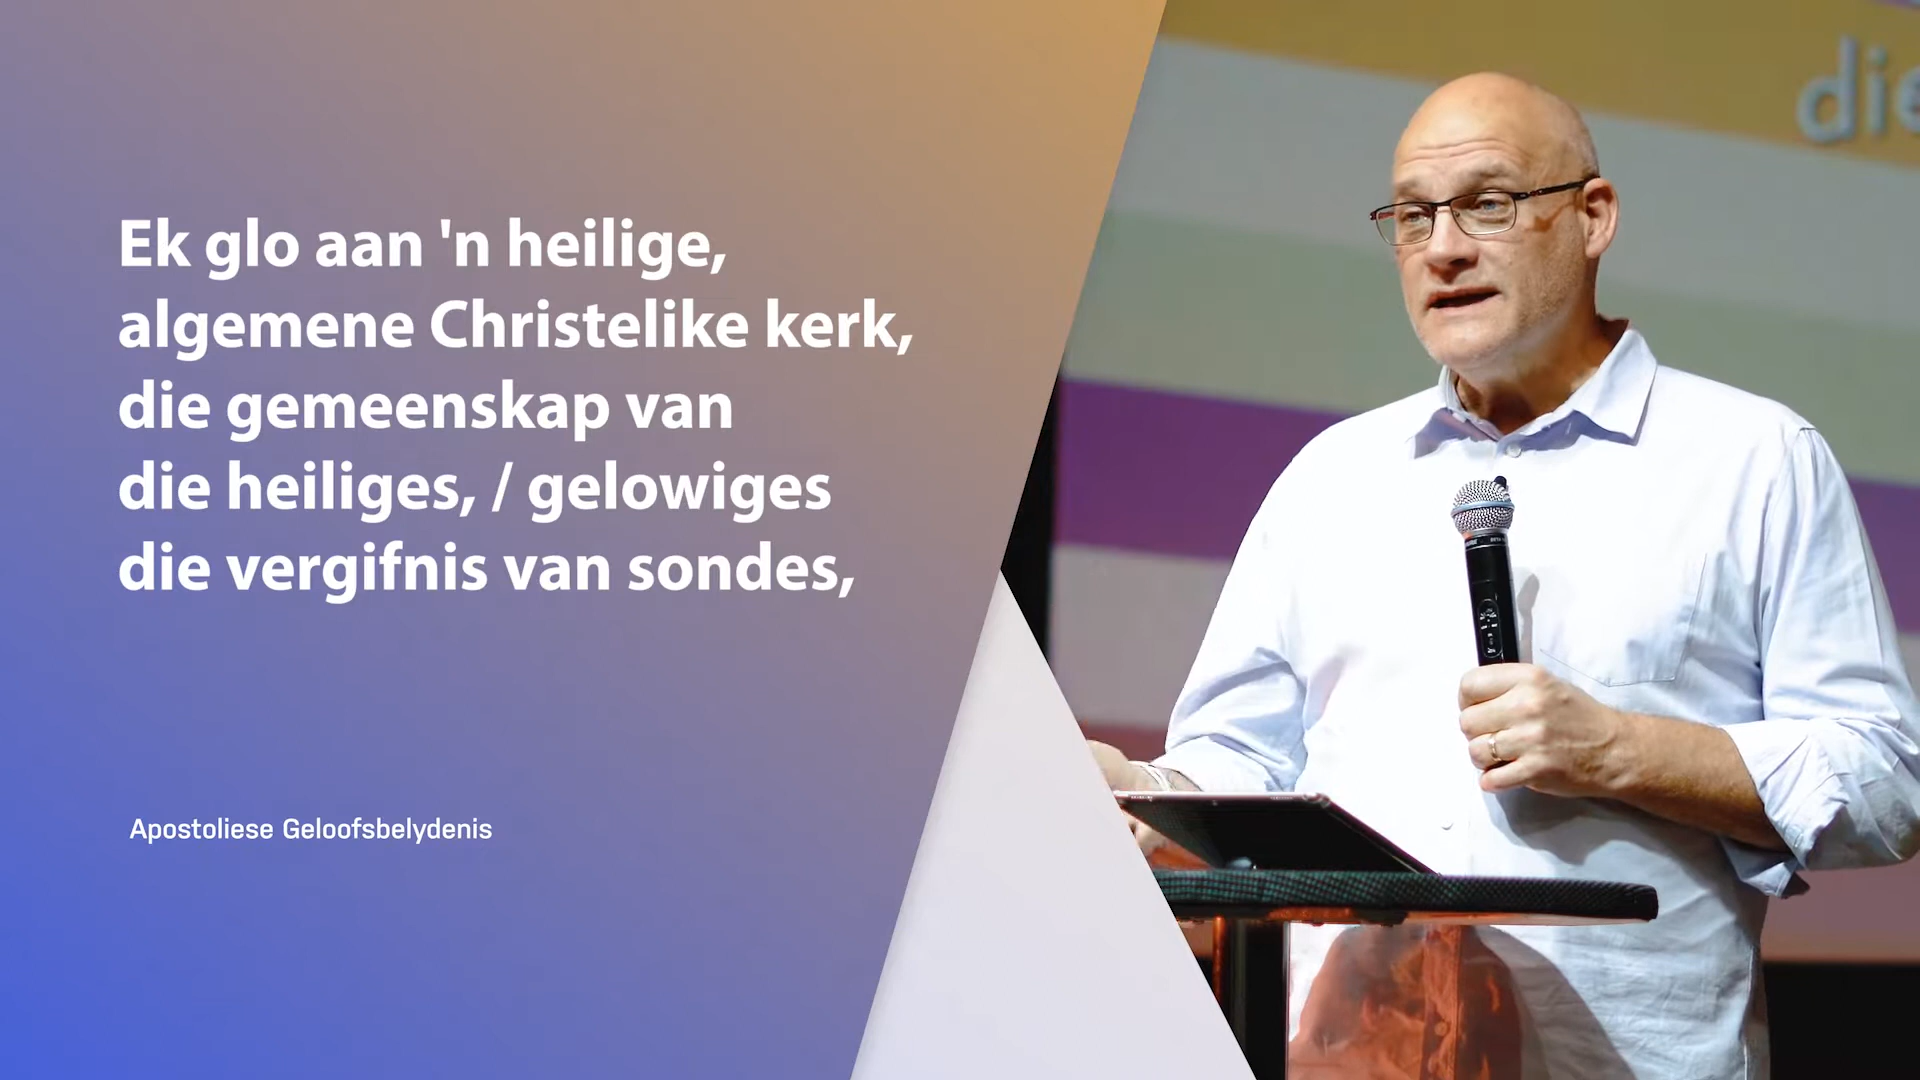 Ek glo aan 'n heilige,
algemene Christelike kerk,
die gemeenskap van
die heiliges, / gelowiges
die vergifnis van sondes,
Apostoliese Geloofsbelydenis
die